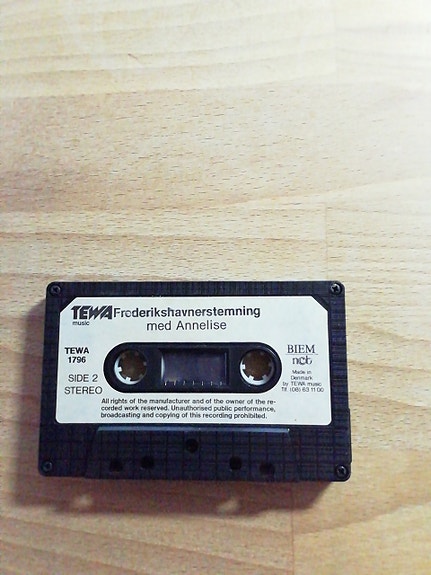 TEWA Frederikshavnerstemning
music
med Annelise
TEWA
1796
BIEM
ncb
SIDE 2
STEREO
Made in
Denmark
by TEWA music
Tlf. (08) 63 11 00
All rights of the manufacturer and of the owner of the re-
corded work reserved. Unauthorised public performance,
broadcasting and copying of this recording prohibited.